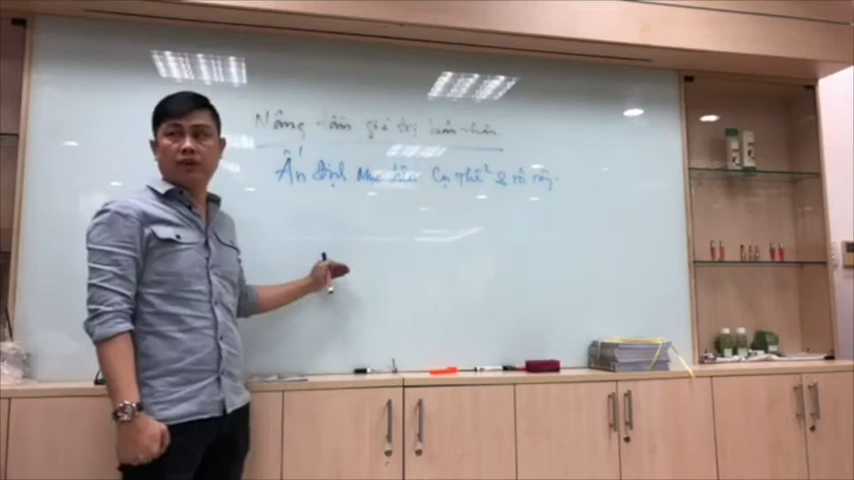 Nâng tầm giá trị bản thân
Ấn định Mục tiêu Cụ thể & rõ ràng.